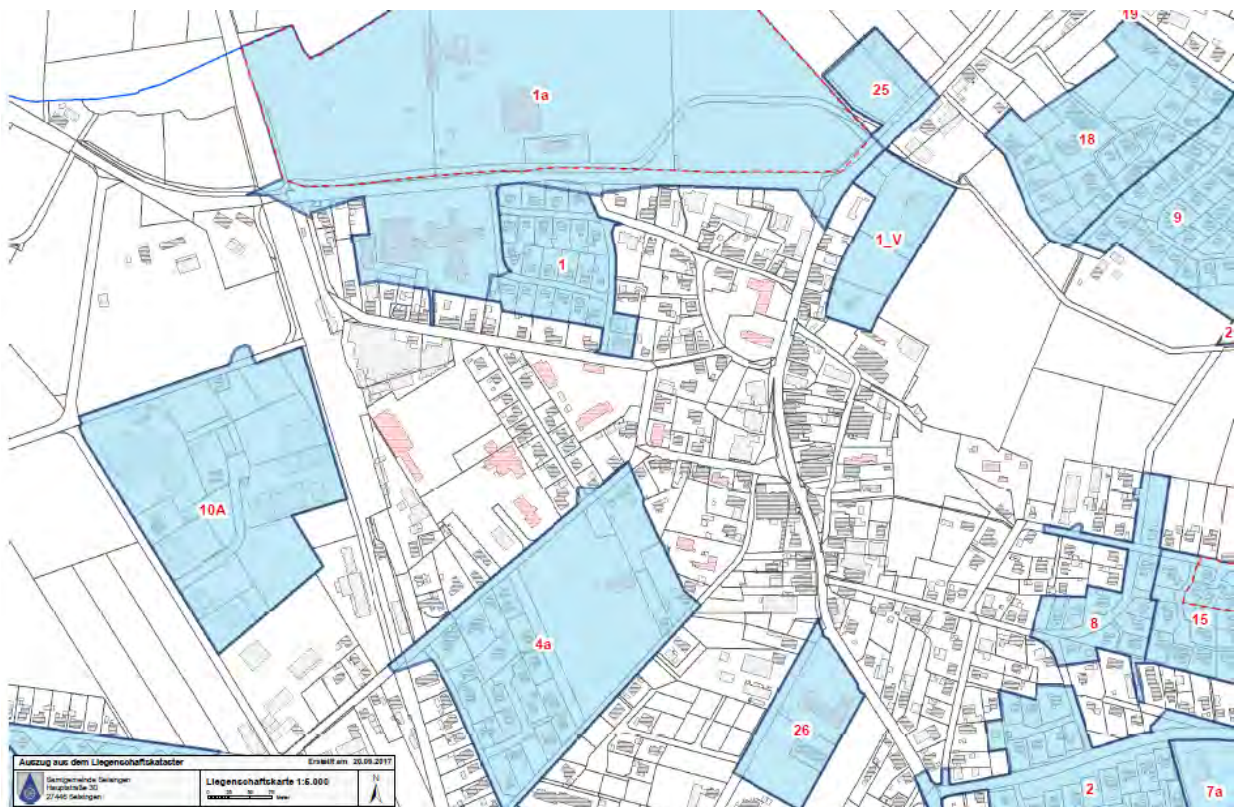 19
25
1a
18
9
1_V
1
2
10A
15
8
4a
26
2
7a
Auszug aus dem Liegenschaftskataster
Erstellt am 20.09.2017
Samtgemeinde Selsingen
Hauptstraße 30
27446 Selsingen
Liegenschaftskarte 1:5.000
N
Meter